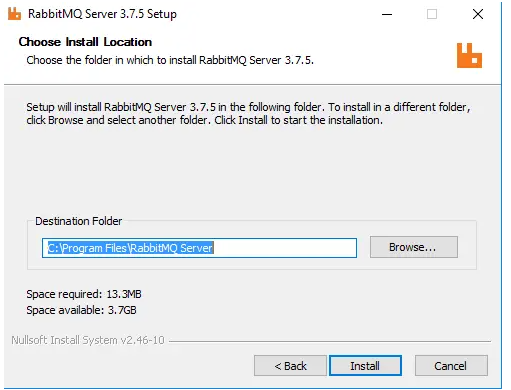 RabbitMQ Server 3.7.5 Setup
Choose Install Location
Choose the folder in which to install RabbitMQ Server 3.7.5.
Setup will install RabbitMQ Server 3.7.5 in the following folder. To install in a different folder,
click Browse and select another folder. Click Install to start the installation.
Destination Folder
C:\Program Files\RabbitMQ Server
Browse...
Space required: 13.3MB
Space available: 3.7GB
Nullsoft Install System v2.46-10
< Back
Install
Cancel